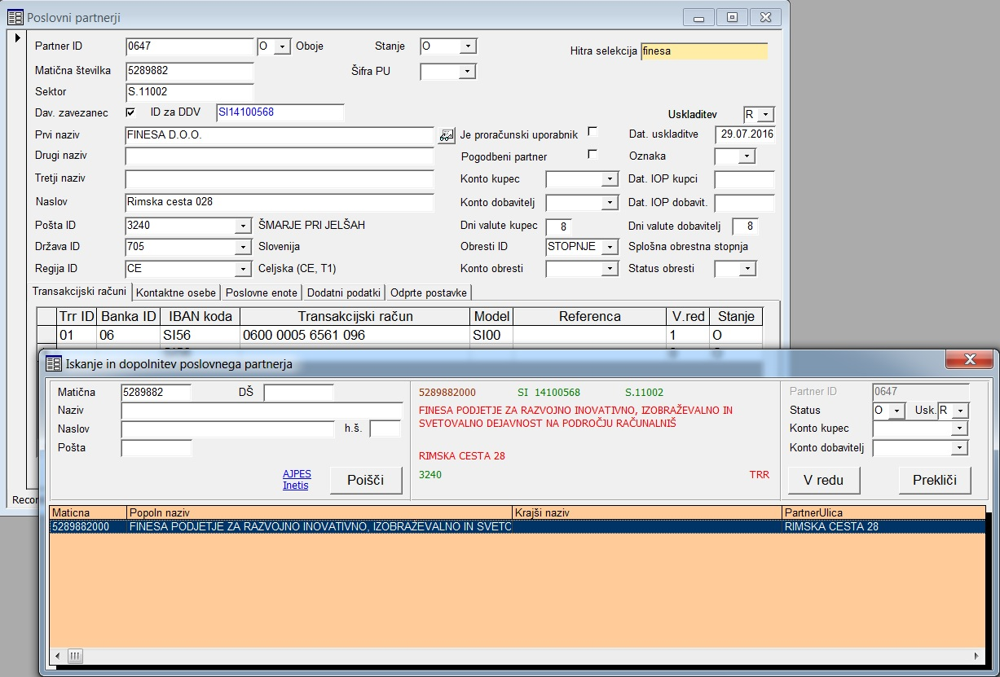 Poslovni partnerji
Partner ID 0647 O Oboje Stanje O Hitra selekcija finesa
Matična številka 5289882 Šifra PU
Sektor S.11002
Dav. zavezanec ID za DDV SI14100568 Uskladitev R
Prvi naziv FINESA D.O.O. Je proračunski uporabnik Dat. uskladitve 29.07.2016
Drugi naziv Pogodbeni partner Oznaka
Tretji naziv Konto kupec Dat. IOP kupci
Naslov Rimska cesta 028 Konto dobavitelj Dat. IOP dobavit.
Pošta ID 3240 ŠMARJE PRI JELŠAH Dni valute kupec 8 Dni valute dobavitelj 8
Država ID 705 Slovenija Obresti ID STOPNJE Splošna obrestna stopnja
Regija ID CE Celjska (CE, T1) Konto obresti Status obresti
Transakcijski računi Kontaktne osebe Poslovne enote Dodatni podatki Odprte postavke
Trr ID Banka ID IBAN koda Transakcijski račun Model Referenca V.red Stanje
01 06 SI56 0600 0005 6561 096 SI00 1 O
Recor
Iskanje in dopolnitev poslovnega partnerja
Matična 5289882 DŠ 5289882000 SI 14100568 S.11002 Partner ID 0647
Naziv FINESA PODJETJE ZA RAZVOJNO INOVATIVNO, IZOBRAŽEVALNO IN Status O Usk. R
SVETOVALNO DEJAVNOST NA PODROČJU RAČUNALNIŠ
Naslov h.š. Konto kupec
Pošta RIMSKA CESTA 28 Konto dobavitelj
AJPES 3240 TRR
Inetis Poišči V redu Prekliči
Maticna Popoln naziv Krajši naziv PartnerUlica
5289882000 FINESA PODJETJE ZA RAZVOJNO INOVATIVNO, IZOBRAŽEVALNO IN SVETO RIMSKA CESTA 28